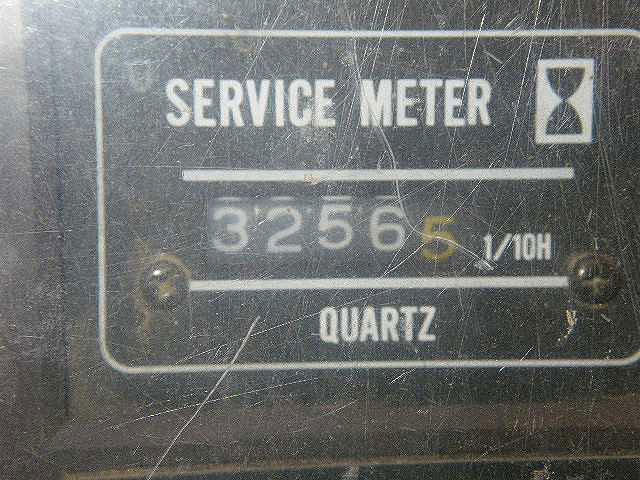 SERVICE METER
32565 1/10H
QUARTZ